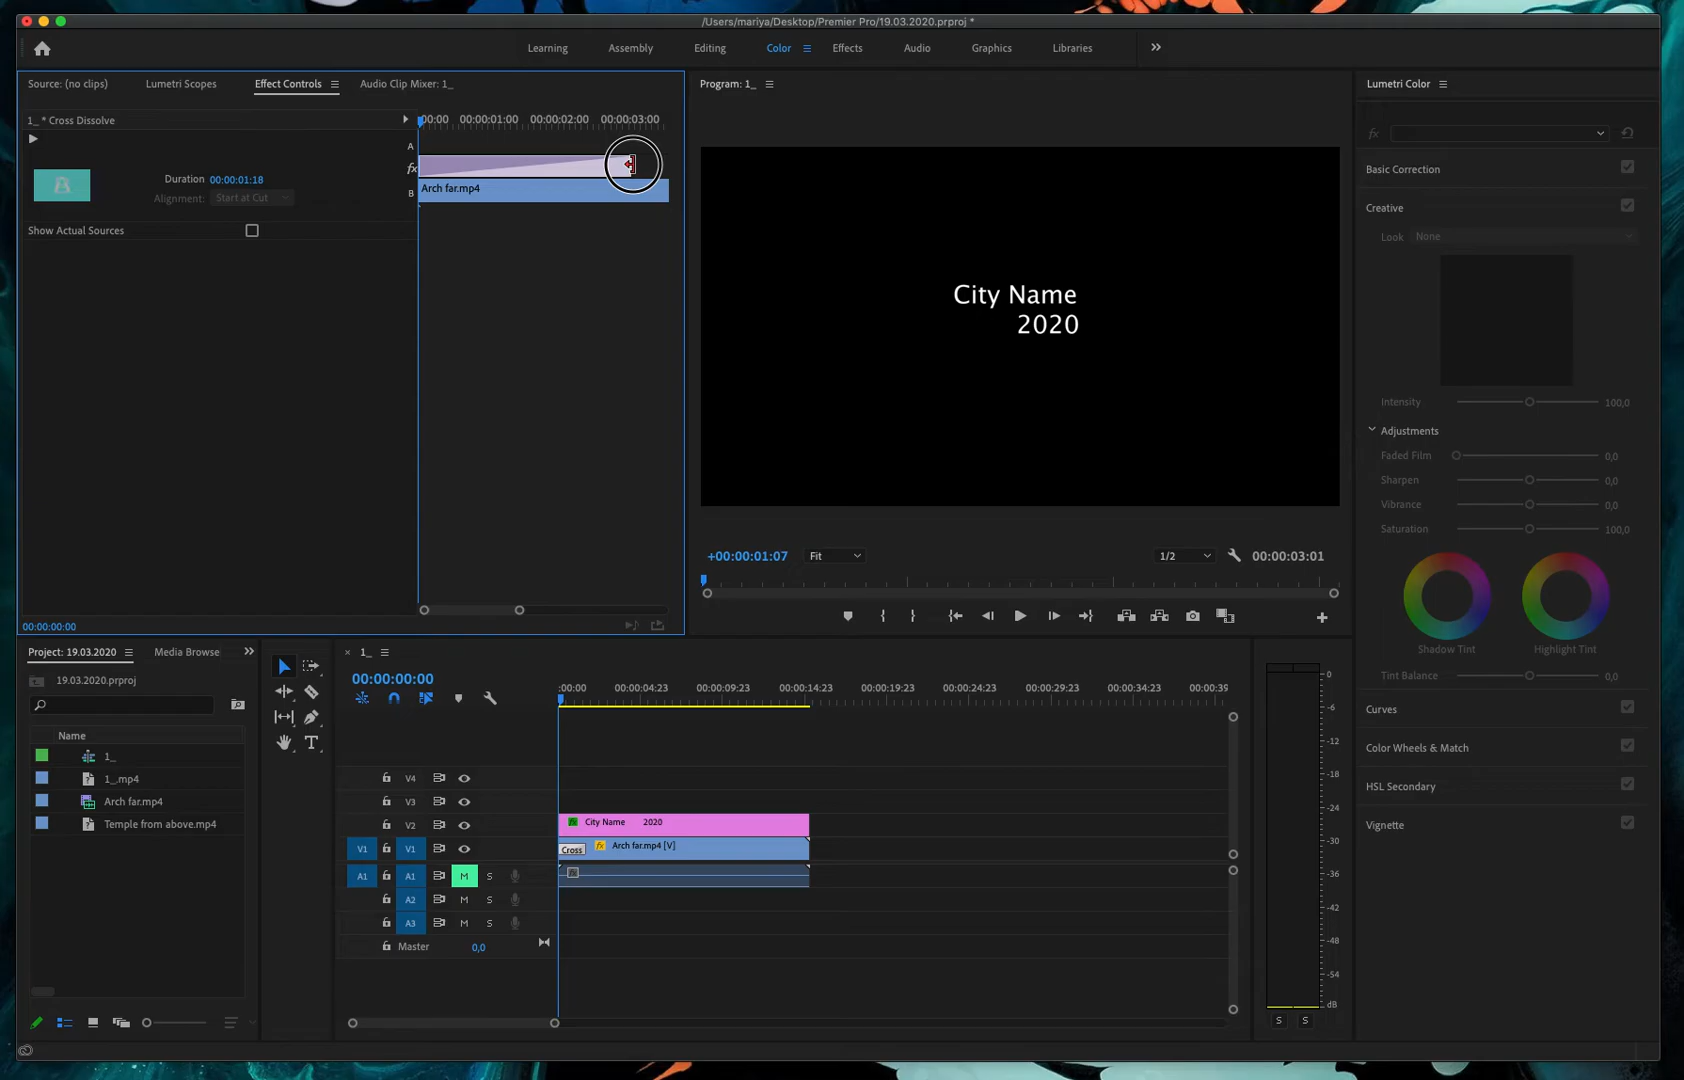 /Users/mariya/Desktop/Premier Pro/19.03.2020.prproj *
Learning
Assembly
Editing
Color
Effects
Audio
Graphics
Libraries
Source: (no clips)
Lumetri Scopes
Effect Controls
Audio Clip Mixer: 1_
1_ * Cross Dissolve
:00:00
00:00:01:00
00:00:02:00
00:00:03:00
A
fx
Duration
00:00:01:18
Alignment:
Start at Cut
B
Arch far.mp4
Show Actual Sources
00:00:00:00
Program: 1_
City Name
2020
+00:00:01:07
Fit
1/2
00:00:03:01
Lumetri Color
fx
Basic Correction
Creative
Look
None
Intensity
100,0
Adjustments
Faded Film
0,0
Sharpen
0,0
Vibrance
0,0
Saturation
100,0
Shadow Tint
Highlight Tint
Tint Balance
0,0
Curves
Color Wheels & Match
HSL Secondary
Vignette
Project: 19.03.2020
Media Browse
19.03.2020.prproj
Name
1_
1_.mp4
Arch far.mp4
Temple from above.mp4
T
1_
00:00:00:00
:00:00
00:00:04:23
00:00:09:23
00:00:14:23
00:00:19:23
00:00:24:23
00:00:29:23
00:00:34:23
00:00:39
V4
V3
V2
fx
City Name 2020
V1
V1
Cross
fx
Arch far.mp4 [V]
A1
A1
M
S
fx
A2
M
S
A3
M
S
Master
0,0
0
-6
-12
-18
-24
-30
-36
-42
-48
-54
dB
S
S